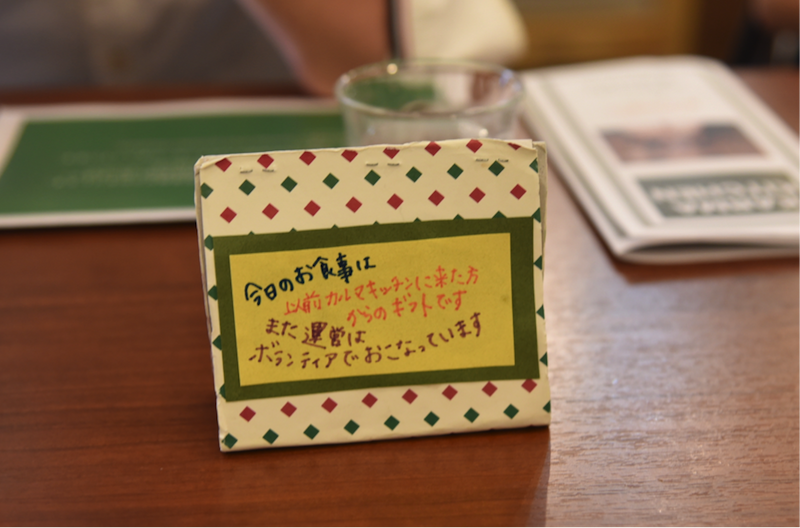 今日のお食事は
以前カルマキッチンに来た方
からのギフトです
また運営は
ボランティアでおこなっています
KARMA
KITCHEN